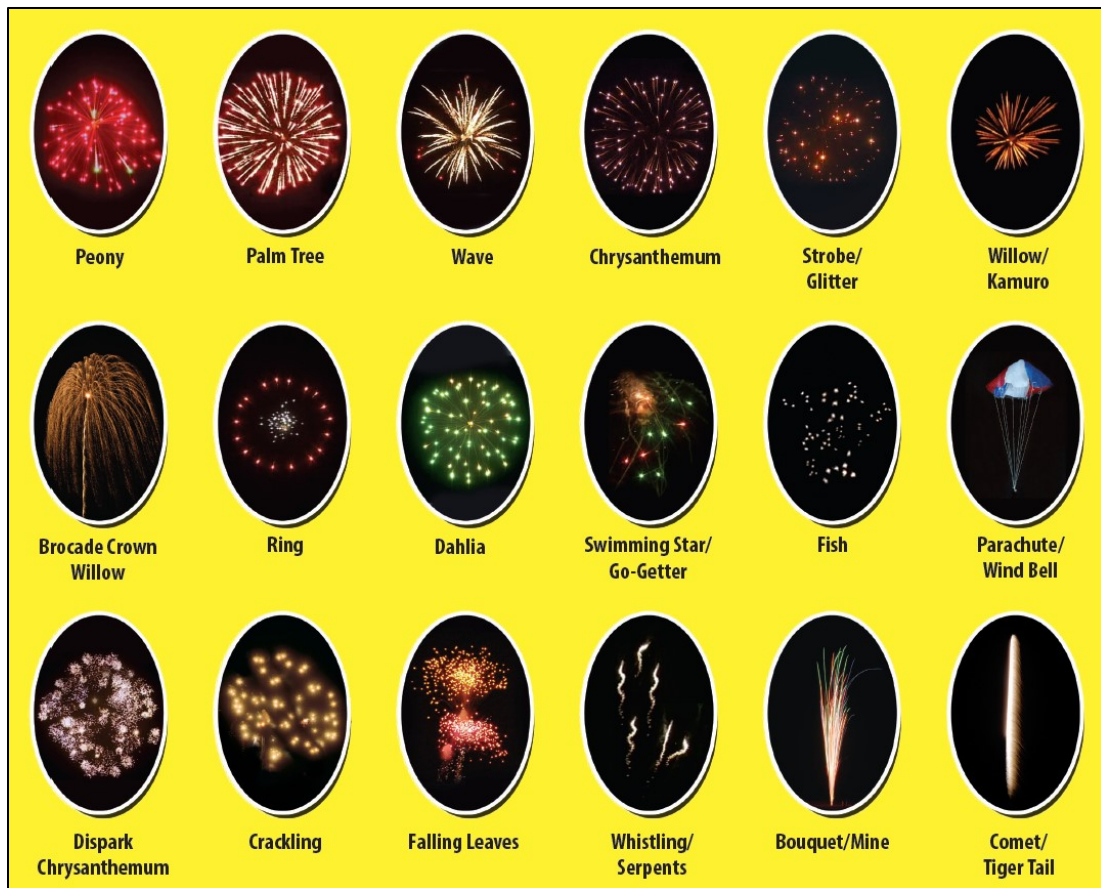 Peony
Palm Tree
Wave
Chrysanthemum
Strobe/
Glitter
Willow/
Kamuro
Brocade Crown
Willow
Ring
Dahlia
Swimming Star/
Go-Getter
Fish
Parachute/
Wind Bell
Dispark
Chrysanthemum
Crackling
Falling Leaves
Whistling/
Serpents
Bouquet/Mine
Comet/
Tiger Tail